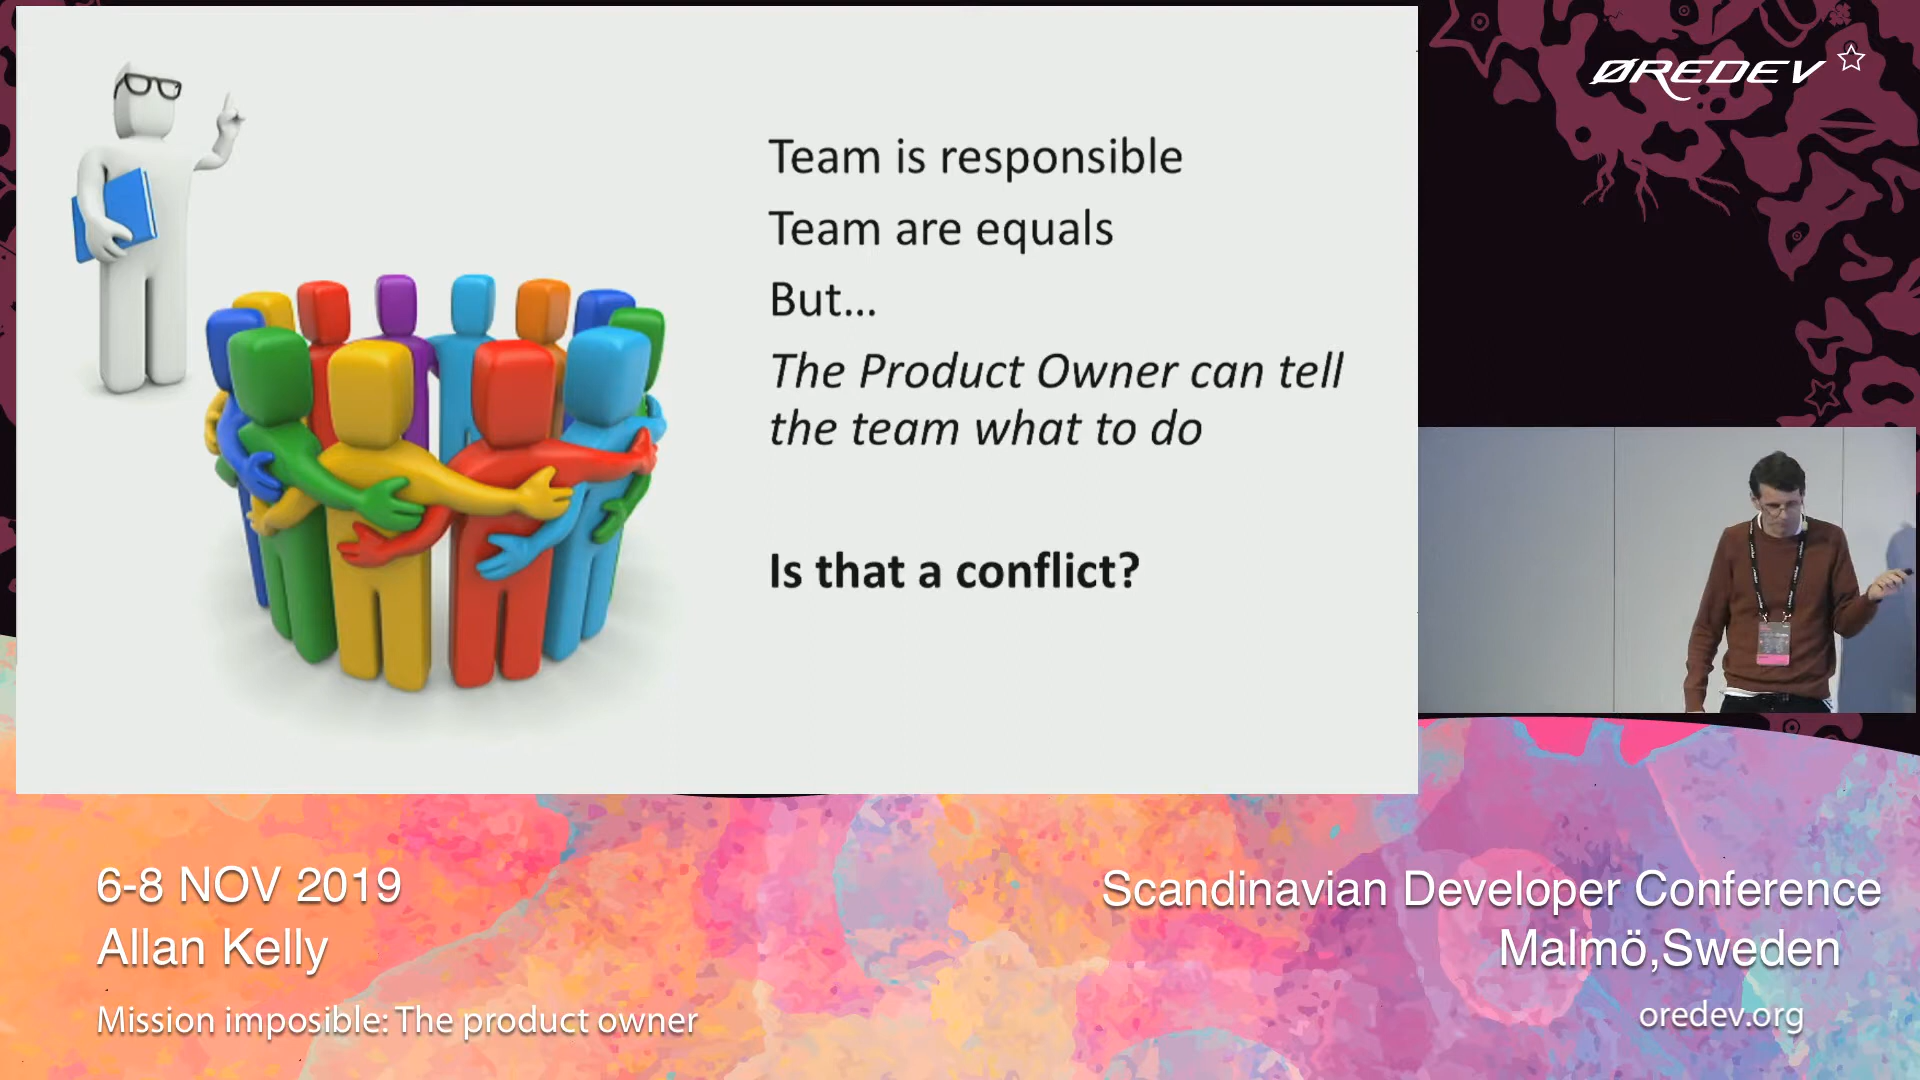 ØREDEV
Team is responsible
Team are equals
But...
The Product Owner can tell
the team what to do
Is that a conflict?
6-8 NOV 2019
Allan Kelly
Mission imposible: The product owner
Scandinavian Developer Conference
Malmö,Sweden
oredev.org